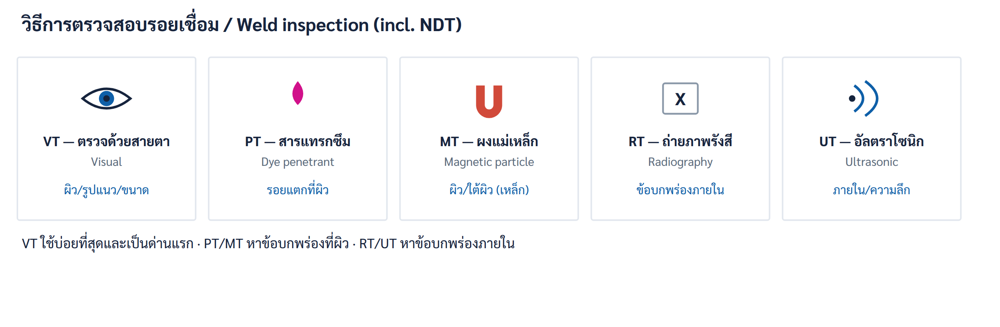 วิธีการตรวจสอบรอยเชื่อม / Weld inspection (incl. NDT)
VT — ตรวจด้วยสายตา
Visual
ผิว/รูปแนว/ขนาด
PT — สารแทรกซึม
Dye penetrant
รอยแตกที่ผิว
MT — ผงแม่เหล็ก
Magnetic particle
ผิว/ใต้ผิว (เหล็ก)
X
RT — ถ่ายภาพรังสี
Radiography
ข้อบกพร่องภายใน
UT — อัลตราโซนิก
Ultrasonic
ภายใน/ความลึก
VT ใช้บ่อยที่สุดและเป็นด่านแรก · PT/MT หาข้อบกพร่องที่ผิว · RT/UT หาข้อบกพร่องภายใน